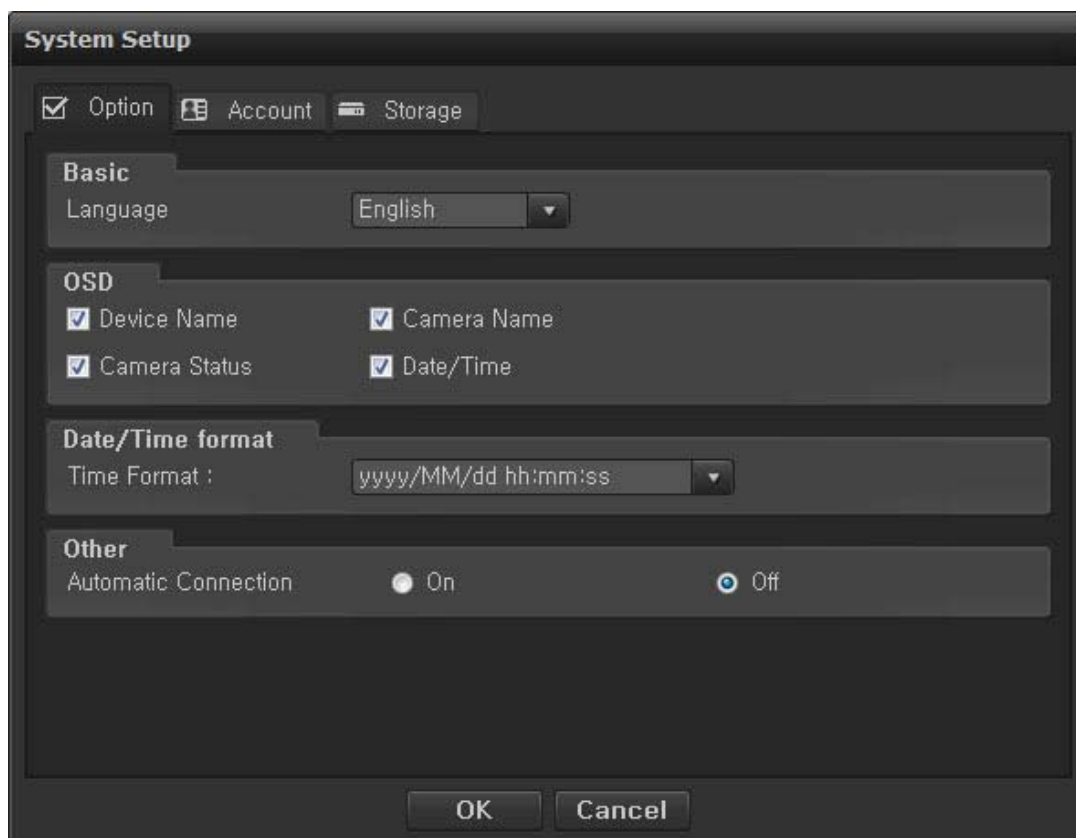 System Setup
Option Account Storage
Basic
Language English
OSD
Device Name Camera Name
Camera Status Date/Time
Date/Time format
Time Format : yyyy/MM/dd hh:mm:ss
Other
Automatic Connection On Off
OK Cancel